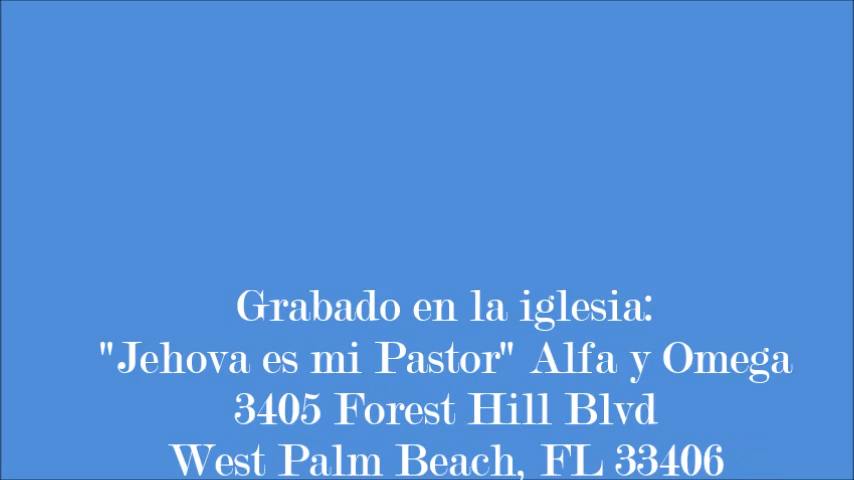 Grabado en la iglesia:
"Jehova es mi Pastor" Alfa y Omega
3405 Forest Hill Blvd
West Palm Beach, FL 33406